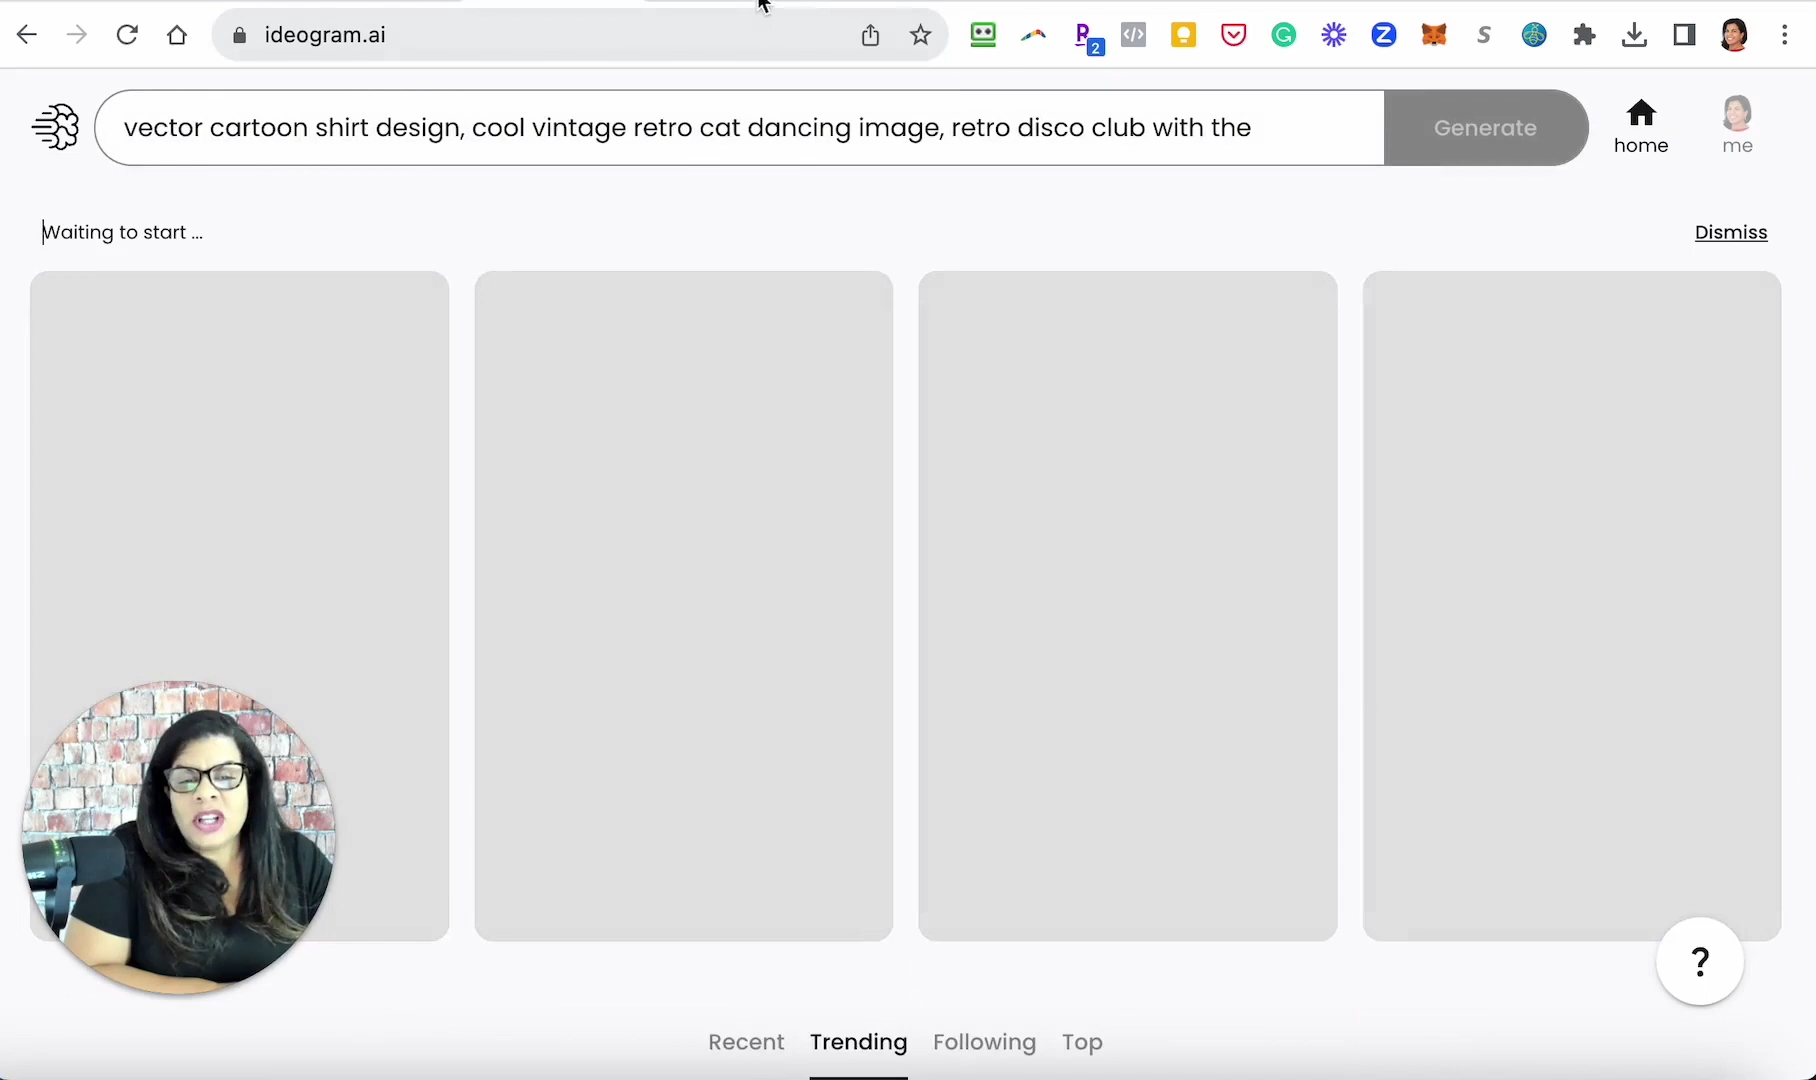 ideogram.ai
2
vector cartoon shirt design, cool vintage retro cat dancing image, retro disco club with the
Generate
home
me
Waiting to start ...
Dismiss
?
Recent Trending Following Top